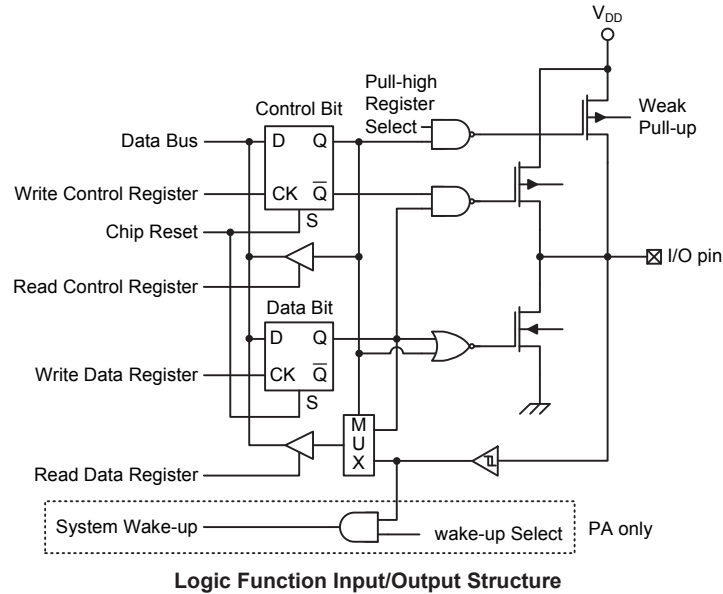 V_DD
Pull-high
Register
Select
Weak
Pull-up
Control Bit
Data Bus
D
Q
Write Control Register
CK
Q̅
S
Chip Reset
I/O pin
Read Control Register
Data Bit
D
Q
Write Data Register
CK
Q̅
S
M
U
X
Read Data Register
System Wake-up
wake-up Select
PA only
Logic Function Input/Output Structure